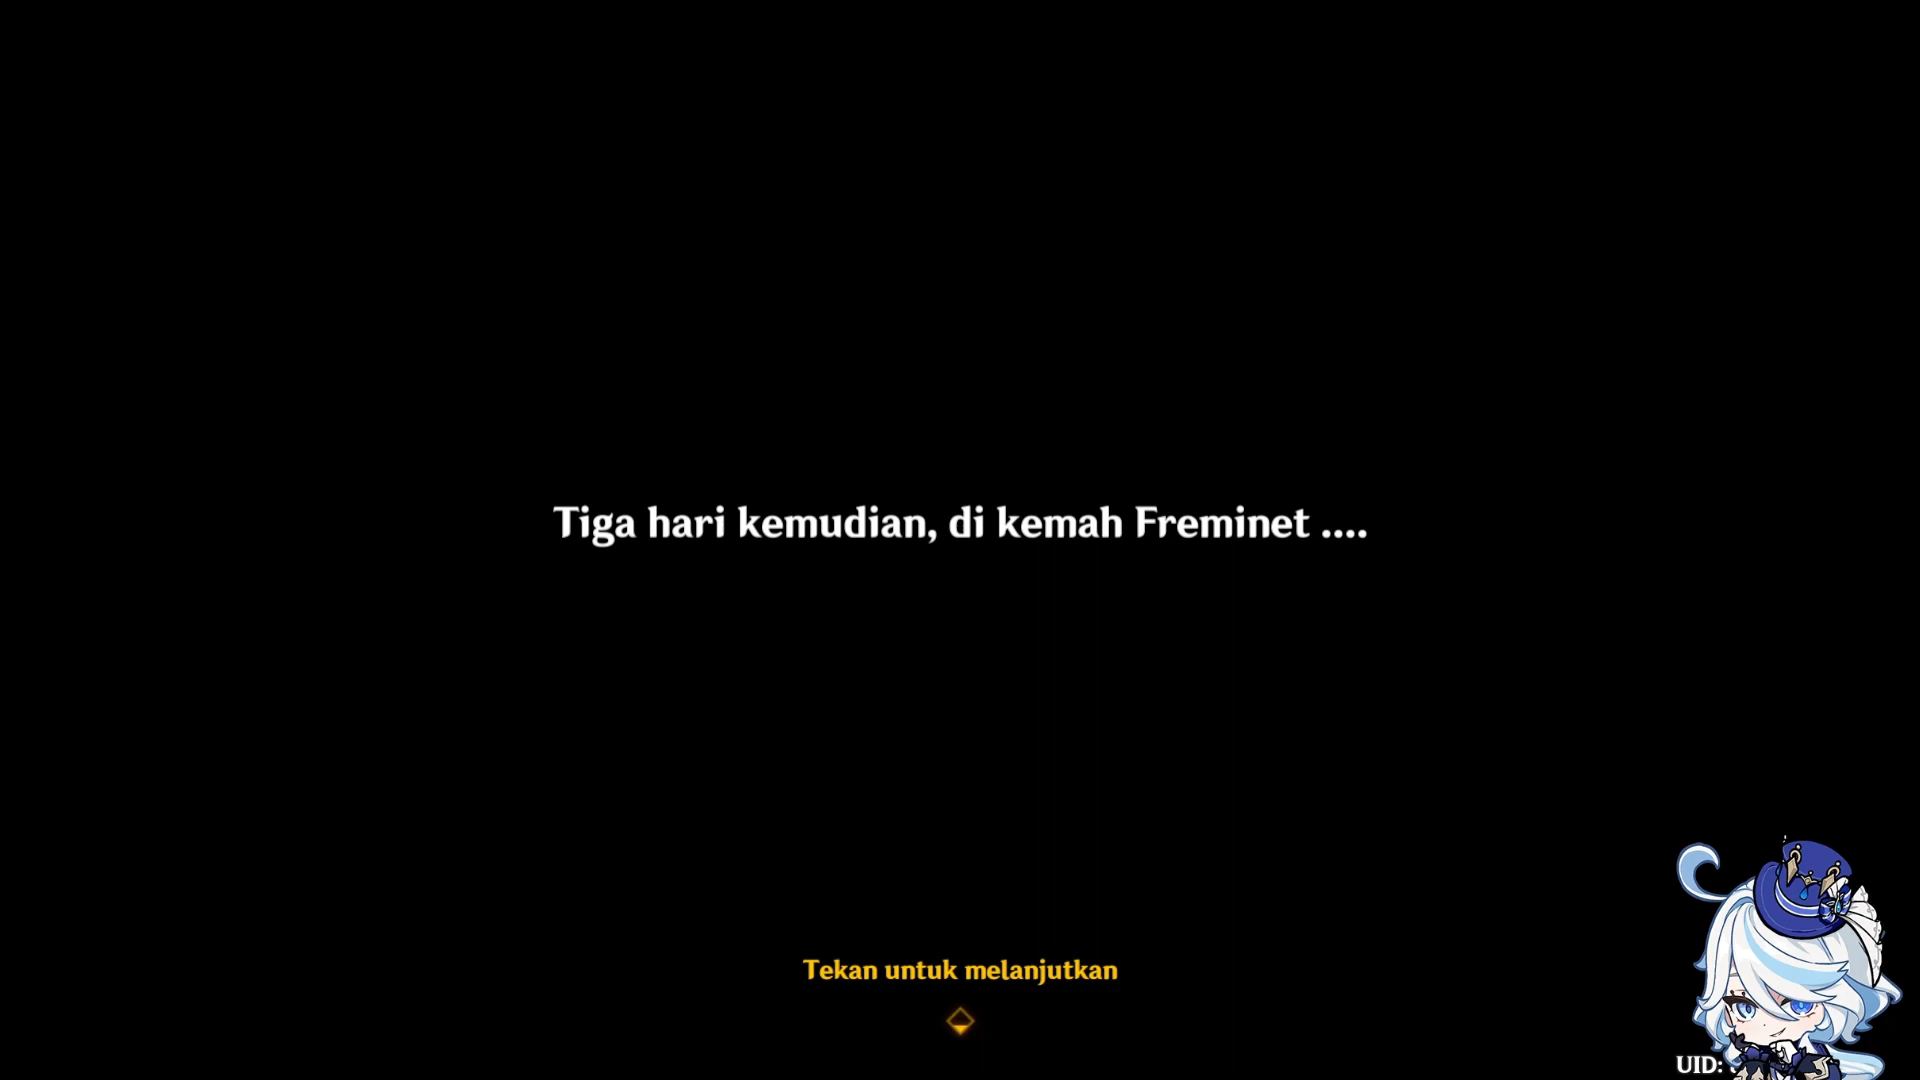 Tiga hari kemudian, di kemah Freminet ....
Tekan untuk melanjutkan
UID: